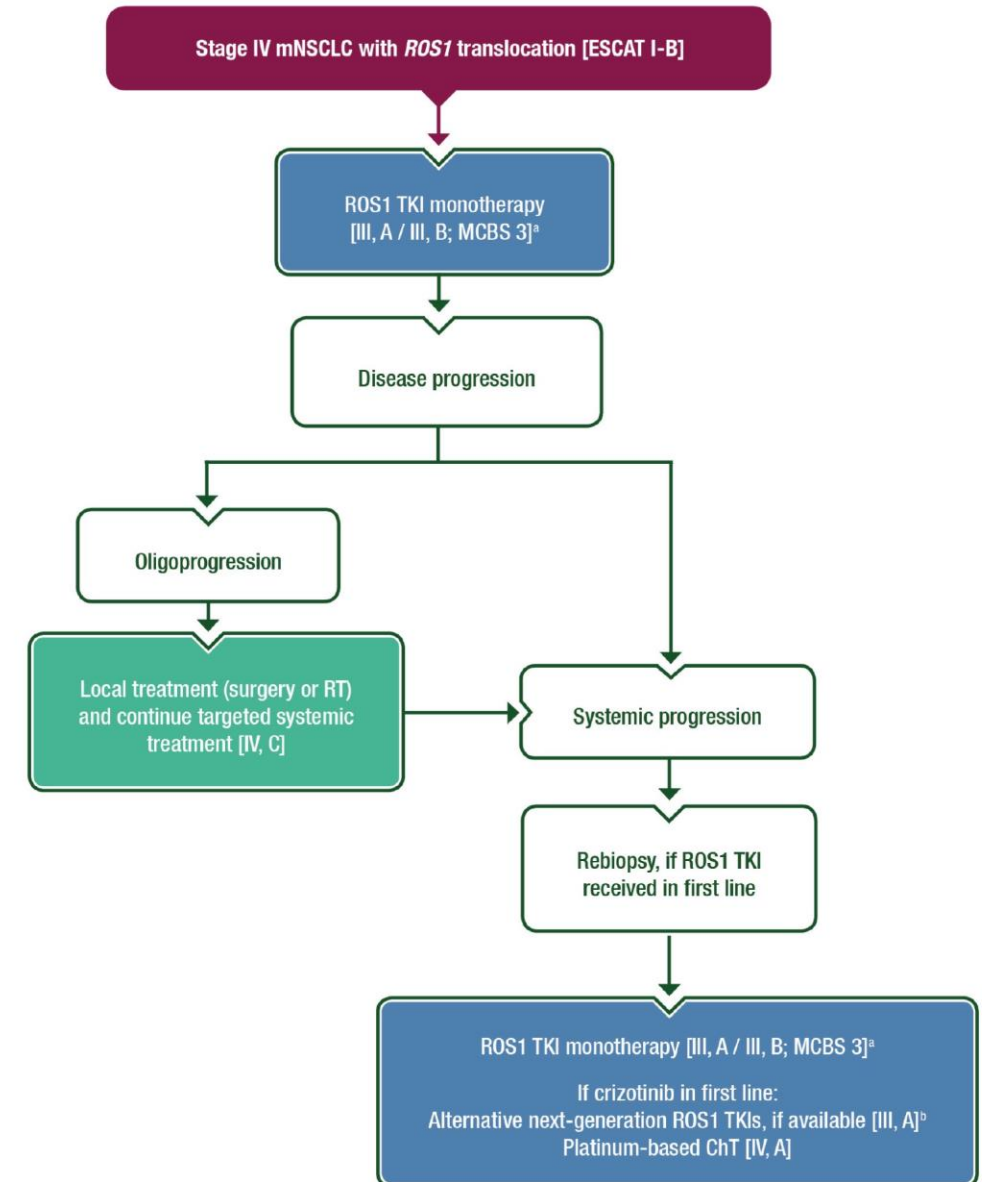 Stage IV mNSCLC with ROS1 translocation [ESCAT I-B]
ROS1 TKI monotherapy
[III, A / III, B; MCBS 3]ᵃ
Disease progression
Oligoprogression
Local treatment (surgery or RT)
and continue targeted systemic
treatment [IV, C]
Systemic progression
Rebiopsy, if ROS1 TKI
received in first line
ROS1 TKI monotherapy [III, A / III, B; MCBS 3]ᵃ
If crizotinib in first line:
Alternative next-generation ROS1 TKIs, if available [III, A]ᵇ
Platinum-based ChT [IV, A]